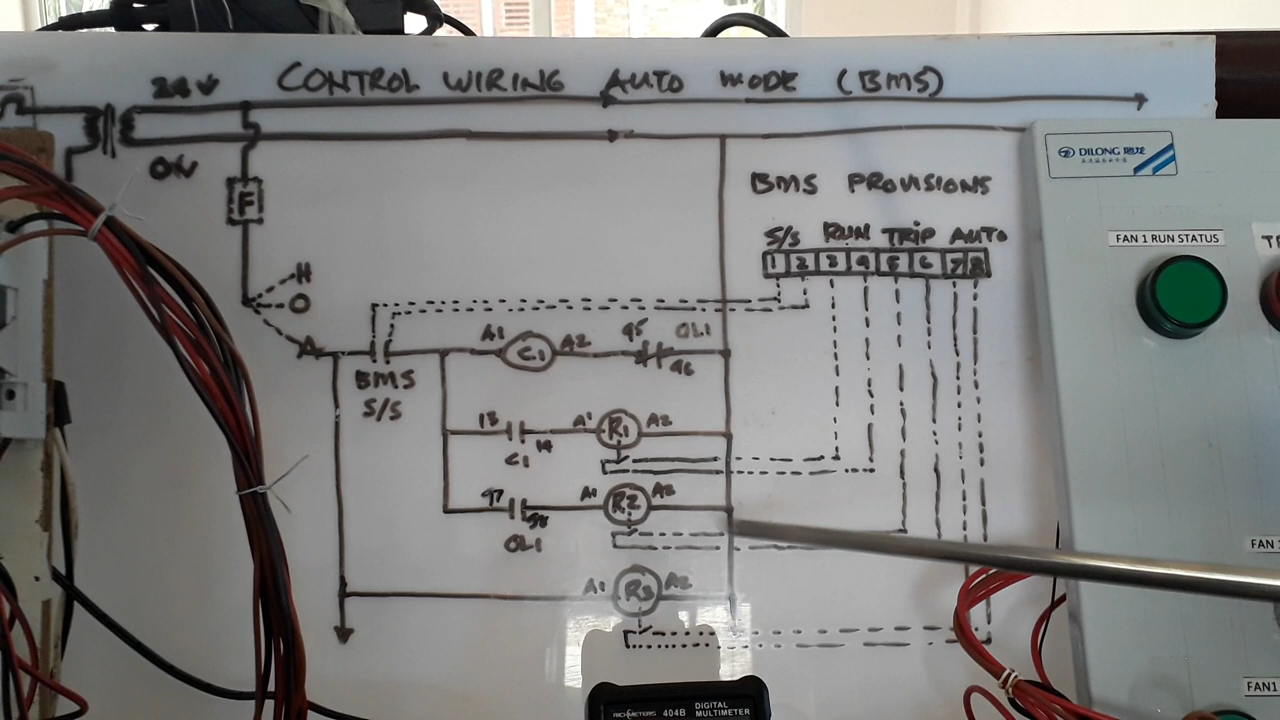 CONTROL WIRING AUTO MODE (BMS)
24V
0V
F
H
O
A
BMS
S/S
A1 C1 A2 95 OL1
96
13 A1 R1 A2
14
C1
97 A1 R2 A2
98
OL1
A1 R3 A2
BMS PROVISIONS
S/S RUN TRIP AUTO
1 2 3 4 5 6 7 8
DILONG 地龙
FAN 1 RUN STATUS
FAN 1
FAN1
RICHMETERS 404B DIGITAL
MULTIMETER